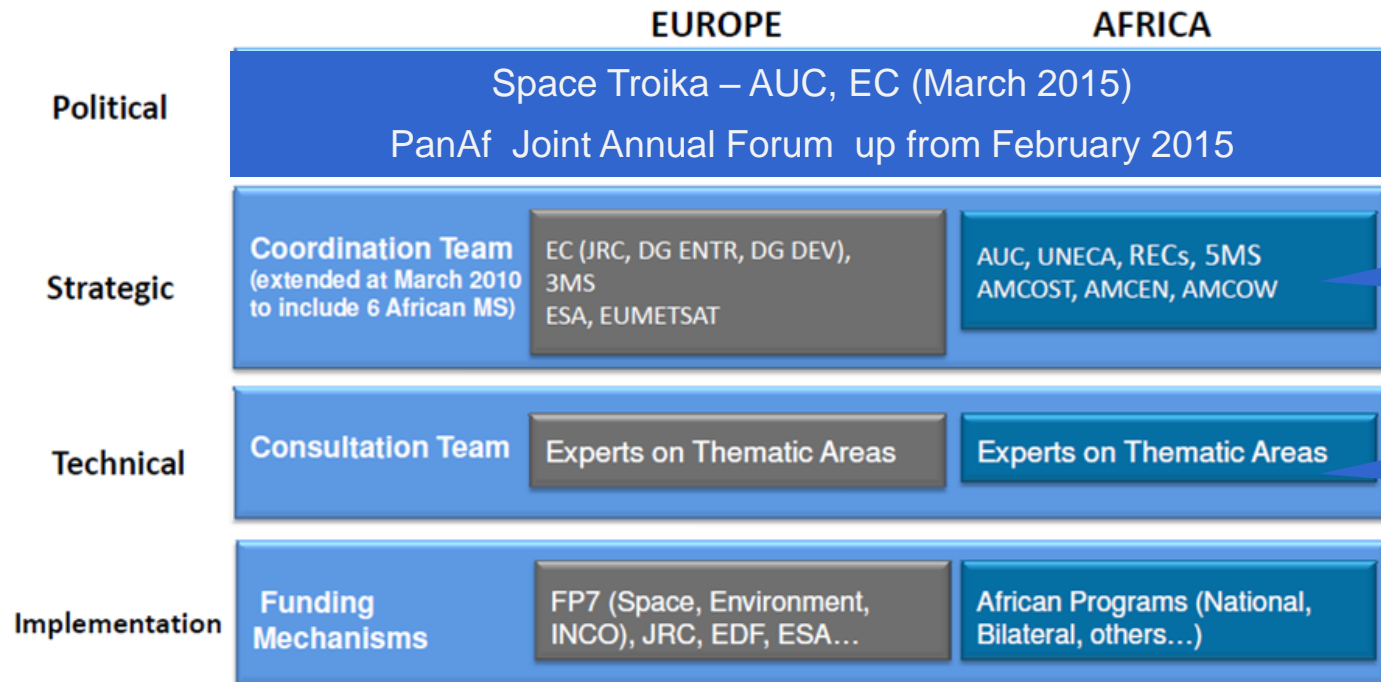 EUROPE
AFRICA
Political
Space Troika – AUC, EC (March 2015)
PanAf Joint Annual Forum up from February 2015
Strategic
Coordination Team
(extended at March 2010
to include 6 African MS)
EC (JRC, DG ENTR, DG DEV),
3MS
ESA, EUMETSAT
AUC, UNECA, RECs, 5MS
AMCOST, AMCEN, AMCOW
Technical
Consultation Team
Experts on Thematic Areas
Experts on Thematic Areas
Implementation
Funding
Mechanisms
FP7 (Space, Environment,
INCO), JRC, EDF, ESA…
African Programs (National,
Bilateral, others…)